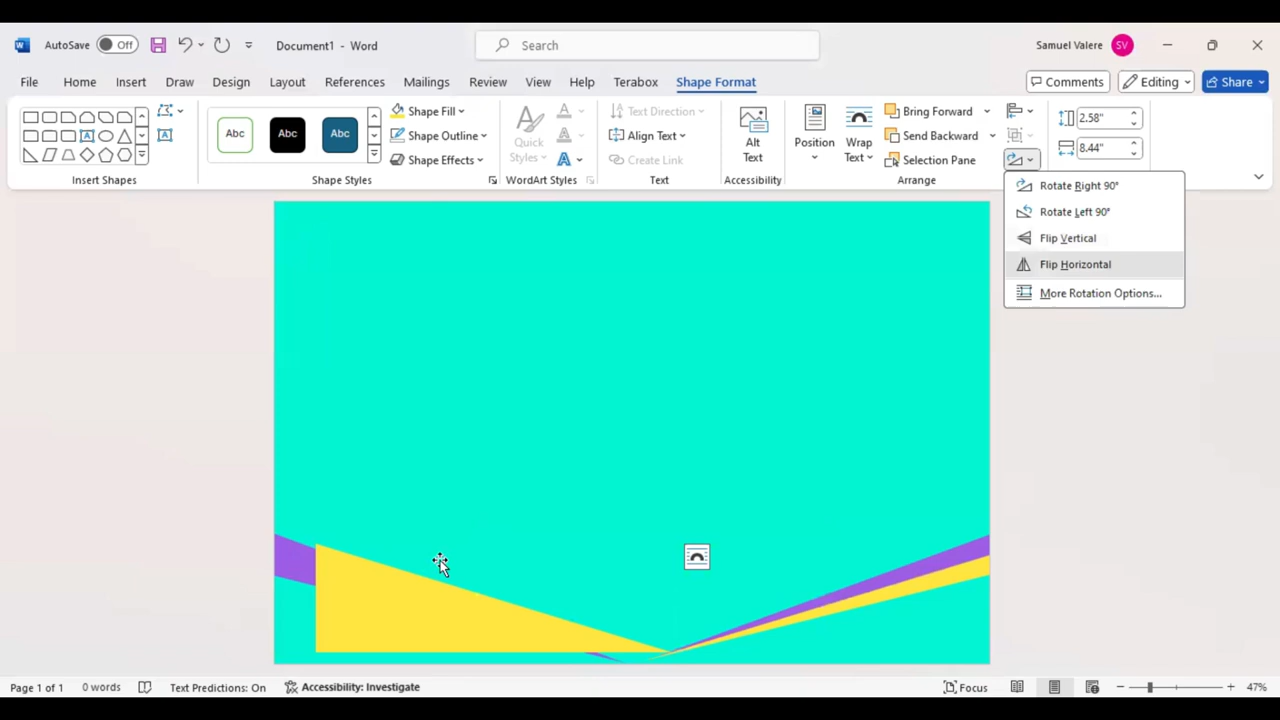 AutoSave Off Document1 - Word Search Samuel Valere SV
File Home Insert Draw Design Layout References Mailings Review View Help Terabox Shape Format Comments Editing Share
Abc Abc Abc
Shape Fill
Shape Outline
Shape Effects
Quick
Styles
Text Direction
Align Text
Create Link
Alt
Text
Position
Wrap
Text
Bring Forward
Send Backward
Selection Pane
2.58"
8.44"
Insert Shapes Shape Styles WordArt Styles Text Accessibility Arrange
Rotate Right 90°
Rotate Left 90°
Flip Vertical
Flip Horizontal
More Rotation Options...
Page 1 of 1 0 words Text Predictions: On Accessibility: Investigate Focus 47%